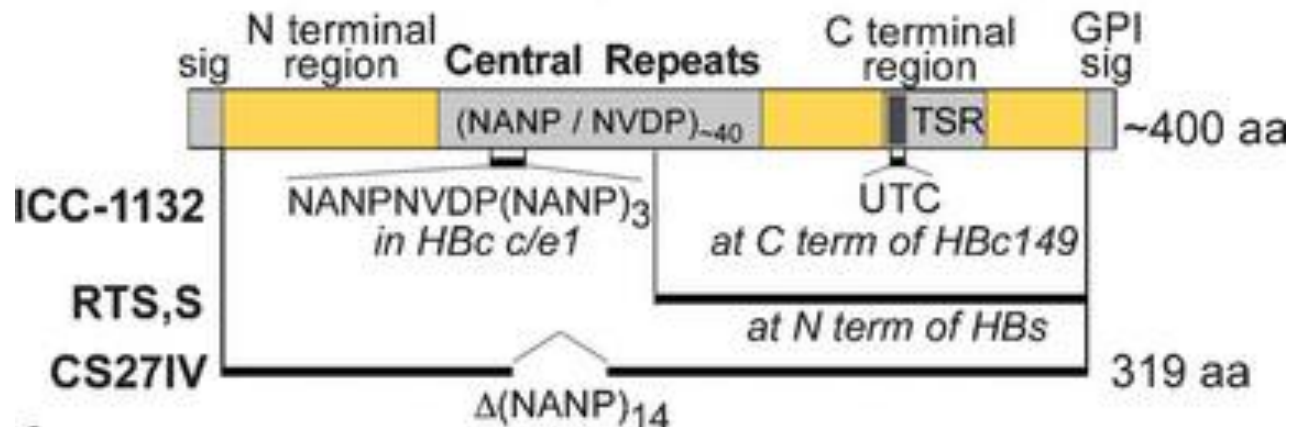 N terminal region
Central Repeats
C terminal region
GPI sig
sig
(NANP / NVDP)~40
TSR
~400 aa
ICC-1132
NANPNVDP(NANP)3
in HBc c/e1
UTC
at C term of HBc149
RTS,S
at N term of HBs
CS27IV
Δ(NANP)14
319 aa